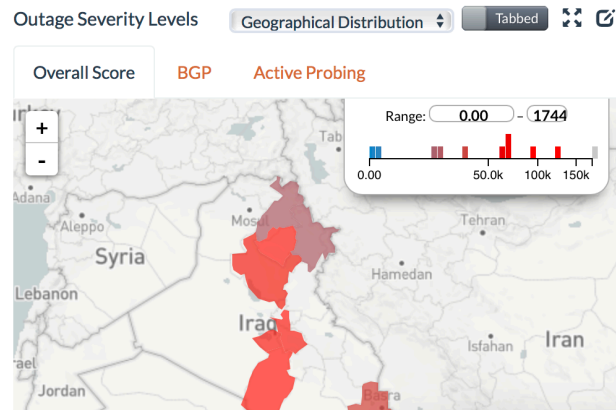 Outage Severity Levels
Geographical Distribution
Tabbed
Overall Score
BGP
Active Probing
Range: 0.00 – 1744
0.00 50.0k 100k 150k
+
-
Tab
Adana
Aleppo
Mosul
Tehran
Syria
Hamedan
Lebanon
Iraq
Isfahan
Iran
Jordan
Basra